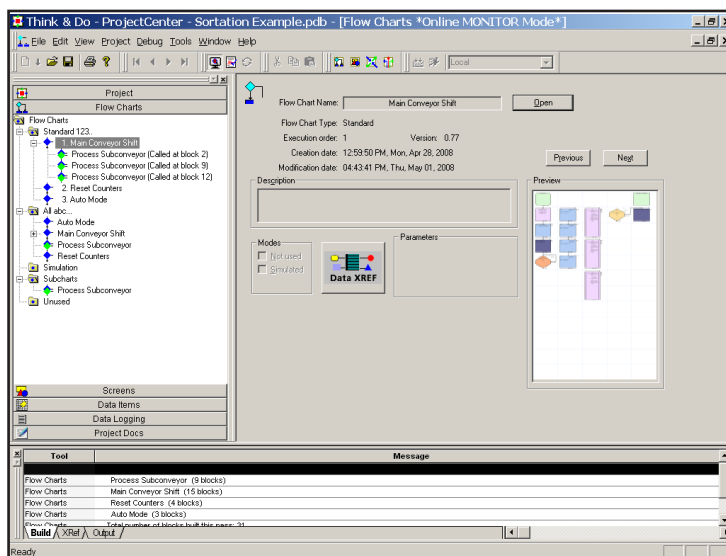 Think & Do - ProjectCenter - Sortation Example.pdb - [Flow Charts *Online MONITOR Mode*]
File Edit View Project Debug Tools Window Help
Local
Project
Flow Charts
Flow Charts
Standard 123..
1. Main Conveyor Shift
Process Subconveyor (Called at block 2)
Process Subconveyor (Called at block 9)
Process Subconveyor (Called at block 12)
2. Reset Counters
3. Auto Mode
All abc...
Auto Mode
Main Conveyor Shift
Process Subconveyor
Reset Counters
Simulation
Subcharts
Process Subconveyor
Unused
Screens
Data Items
Data Logging
Project Docs
Flow Chart Name: Main Conveyor Shift Open
Flow Chart Type: Standard
Execution order: 1 Version: 0.77
Creation date: 12:59:50 PM, Mon, Apr 28, 2008
Modification date: 04:43:41 PM, Thu, May 01, 2008
Previous Next
Description
Preview
Modes
Not used
Simulated
Data XREF
Parameters
Tool Message
Flow Charts Process Subconveyor (9 blocks)
Flow Charts Main Conveyor Shift (15 blocks)
Flow Charts Reset Counters (4 blocks)
Flow Charts Auto Mode (3 blocks)
Flow Charts Total number of blocks built this pass: 31
Build XRef Output
Ready